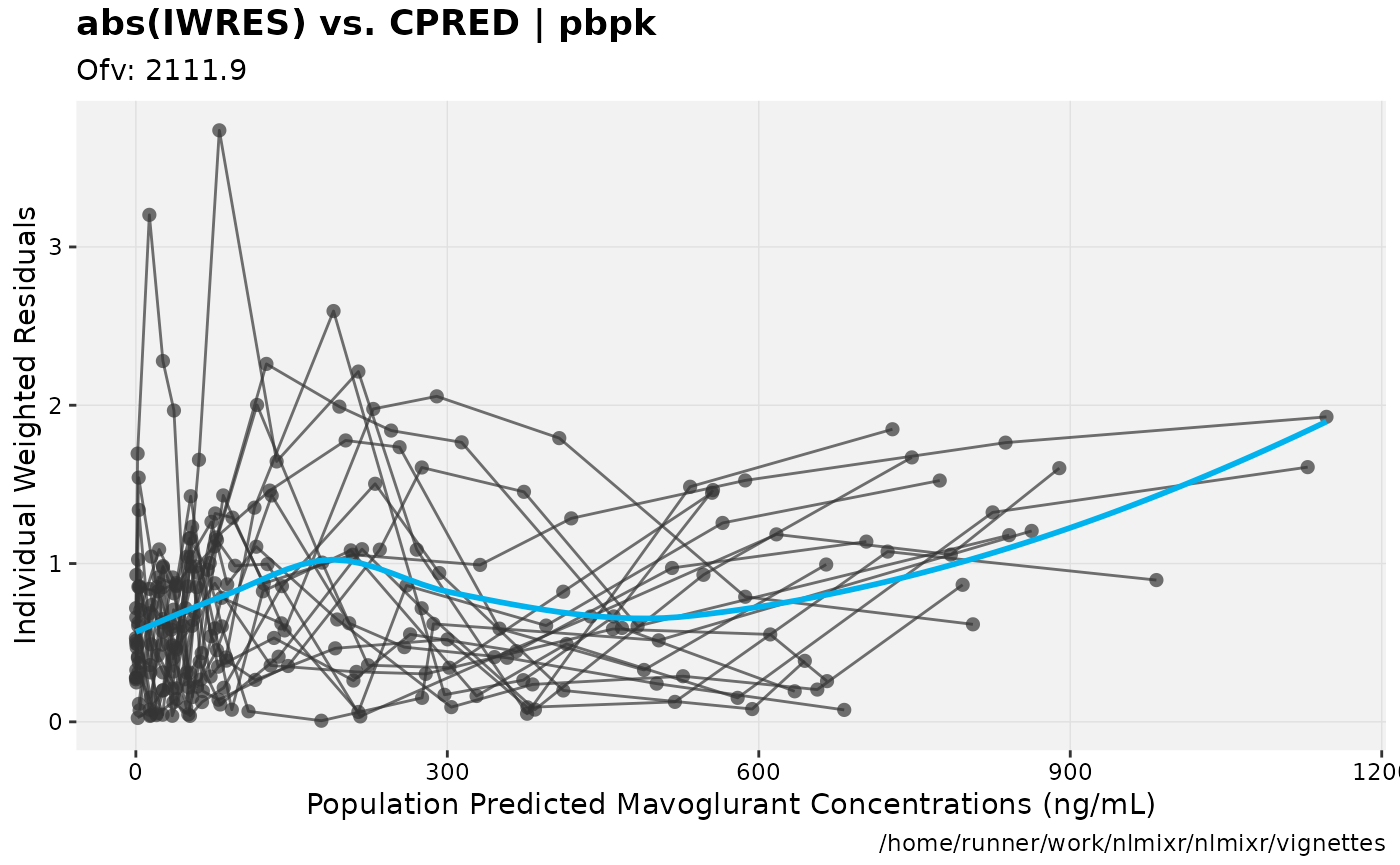 abs(IWRES) vs. CPRED | pbpk
Ofv: 2111.9
Individual Weighted Residuals
3
2
1
0
0 300 600 900 120
Population Predicted Mavoglurant Concentrations (ng/mL)
/home/runner/work/nlmixr/nlmixr/vignettes